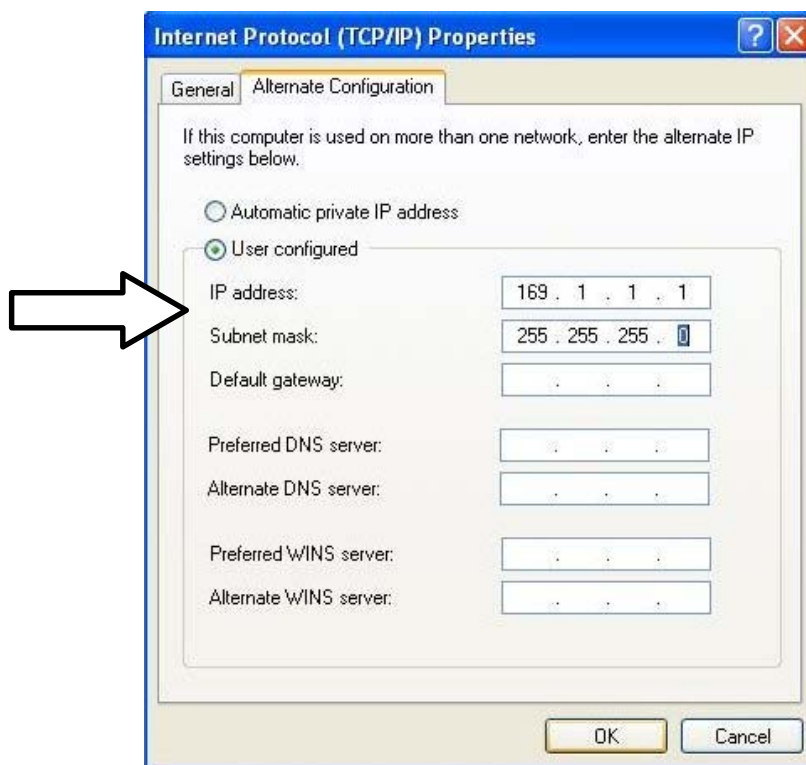 Internet Protocol (TCP/IP) Properties
General
Alternate Configuration
If this computer is used on more than one network, enter the alternate IP
settings below.
Automatic private IP address
User configured
IP address: 169 . 1 . 1 . 1
Subnet mask: 255 . 255 . 255 . 0
Default gateway: . . .
Preferred DNS server: . . .
Alternate DNS server: . . .
Preferred WINS server: . . .
Alternate WINS server: . . .
OK
Cancel